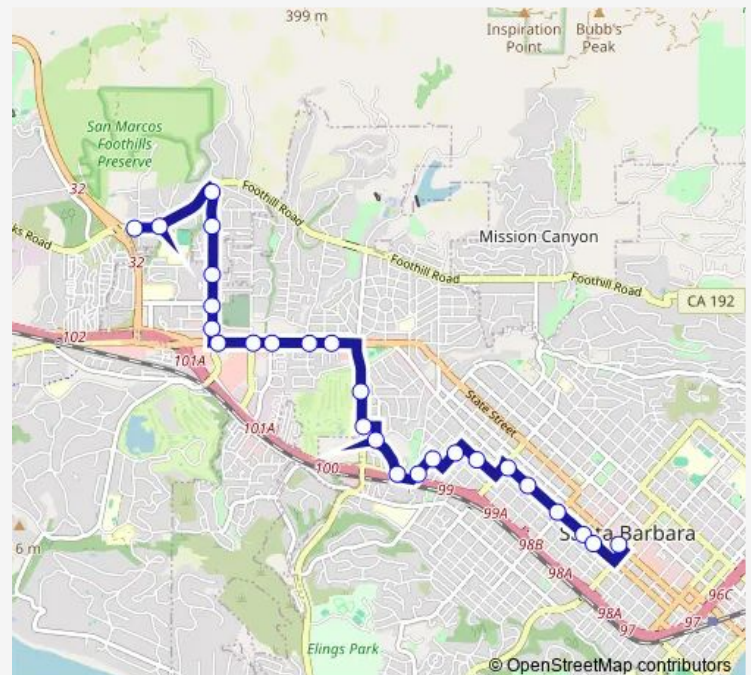 399 m
Inspiration
Point
Bubb's
Peak
San Marcos
Foothills
Preserve
32
Foothill Road
ks Road
Mission Canyon
32
Foothill Road
Foothill Road
CA 192
102
101A
State Street
101A
100
99
99A
Santa Barbara
98B
6 m
98A
96C
98A
97
97
Elings Park
© OpenStreetMap contributors